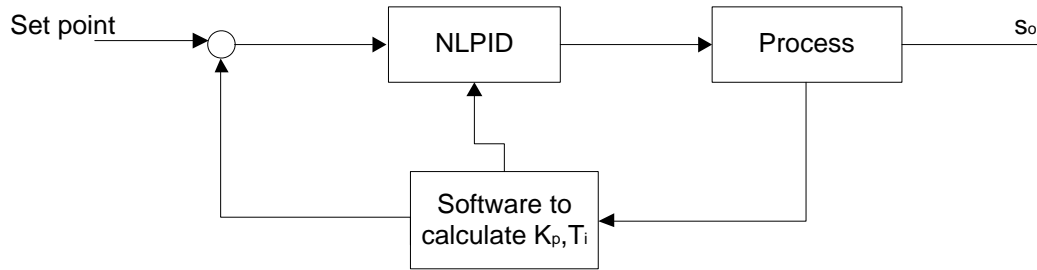 Set point
NLPID
Process
So
Software to
calculate Kp,Ti